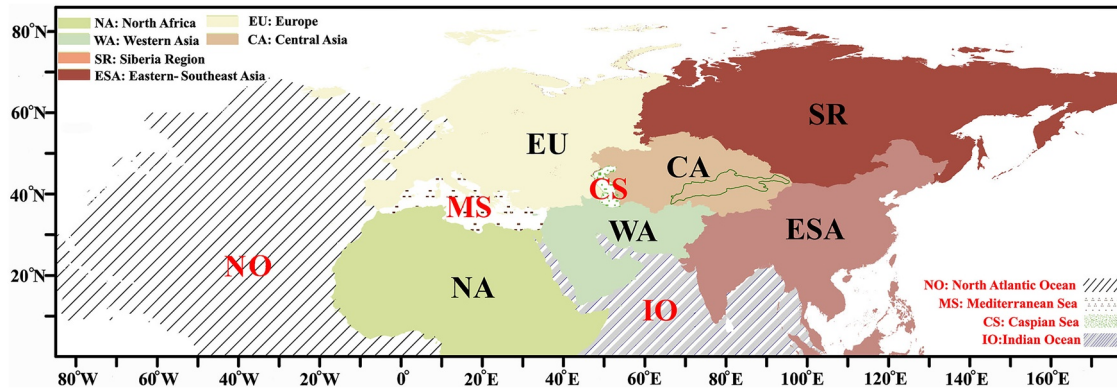 NA: North Africa
EU: Europe
WA: Western Asia
CA: Central Asia
SR: Siberia Region
ESA: Eastern- Southeast Asia
80°N
60°N
40°N
20°N
SR
EU
CA
CS
MS
WA
ESA
NO
NA
IO
NO: North Atlantic Ocean
MS: Mediterranean Sea
CS: Caspian Sea
IO:Indian Ocean
80°W 60°W 40°W 20°W 0° 20°E 40°E 60°E 80°E 100°E 120°E 140°E 160°E